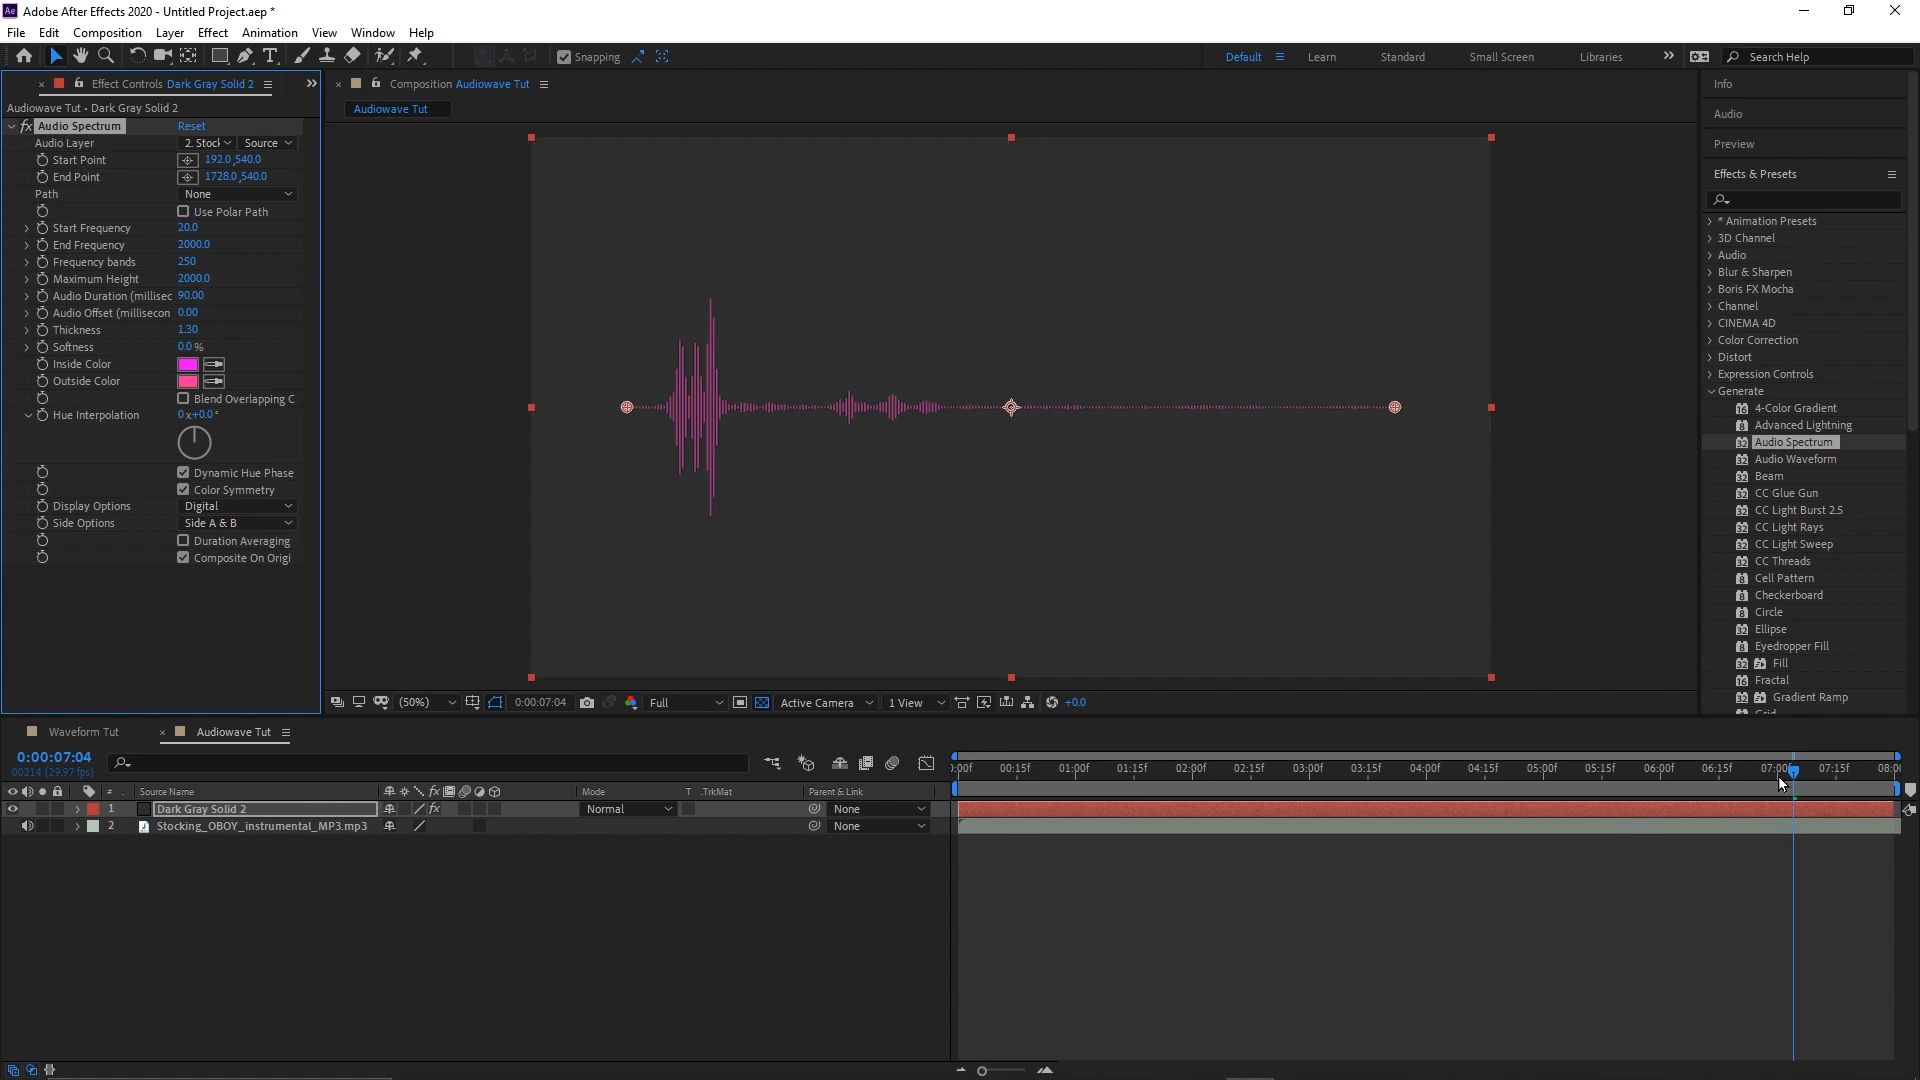 Adobe After Effects 2020 - Untitled Project.aep *
File Edit Composition Layer Effect Animation View Window Help
Snapping
Default Learn Standard Small Screen Libraries Search Help
Effect Controls Dark Gray Solid 2
Composition Audiowave Tut
Audiowave Tut
Audiowave Tut • Dark Gray Solid 2
fx Audio Spectrum Reset
Audio Layer 2. Stock Source
Start Point 192.0,540.0
End Point 1728.0,540.0
Path None
Use Polar Path
Start Frequency 20.0
End Frequency 2000.0
Frequency bands 250
Maximum Height 2000.0
Audio Duration (millisec 90.00
Audio Offset (millisecon 0.00
Thickness 1.30
Softness 0.0 %
Inside Color
Outside Color
Blend Overlapping C
Hue Interpolation 0 x+0.0 °
Dynamic Hue Phase
Color Symmetry
Display Options Digital
Side Options Side A & B
Duration Averaging
Composite On Origi
Info
Audio
Preview
Effects & Presets
* Animation Presets
3D Channel
Audio
Blur & Sharpen
Boris FX Mocha
Channel
CINEMA 4D
Color Correction
Distort
Expression Controls
Generate
4-Color Gradient
Advanced Lightning
Audio Spectrum
Audio Waveform
Beam
CC Glue Gun
CC Light Burst 2.5
CC Light Rays
CC Light Sweep
CC Threads
Cell Pattern
Checkerboard
Circle
Ellipse
Eyedropper Fill
Fill
Fractal
Gradient Ramp
Grid
(50%) 0:00:07:04 Full Active Camera 1 View +0.0
Waveform Tut Audiowave Tut
0:00:07:04
00214 (29.97 fps)
:00f 00:15f 01:00f 01:15f 02:00f 02:15f 03:00f 03:15f 04:00f 04:15f 05:00f 05:15f 06:00f 06:15f 07:00f 07:15f 08:00
# Source Name Mode T .TrkMat Parent & Link
1 Dark Gray Solid 2 Normal None
2 Stocking_OBOY_instrumental_MP3.mp3 None